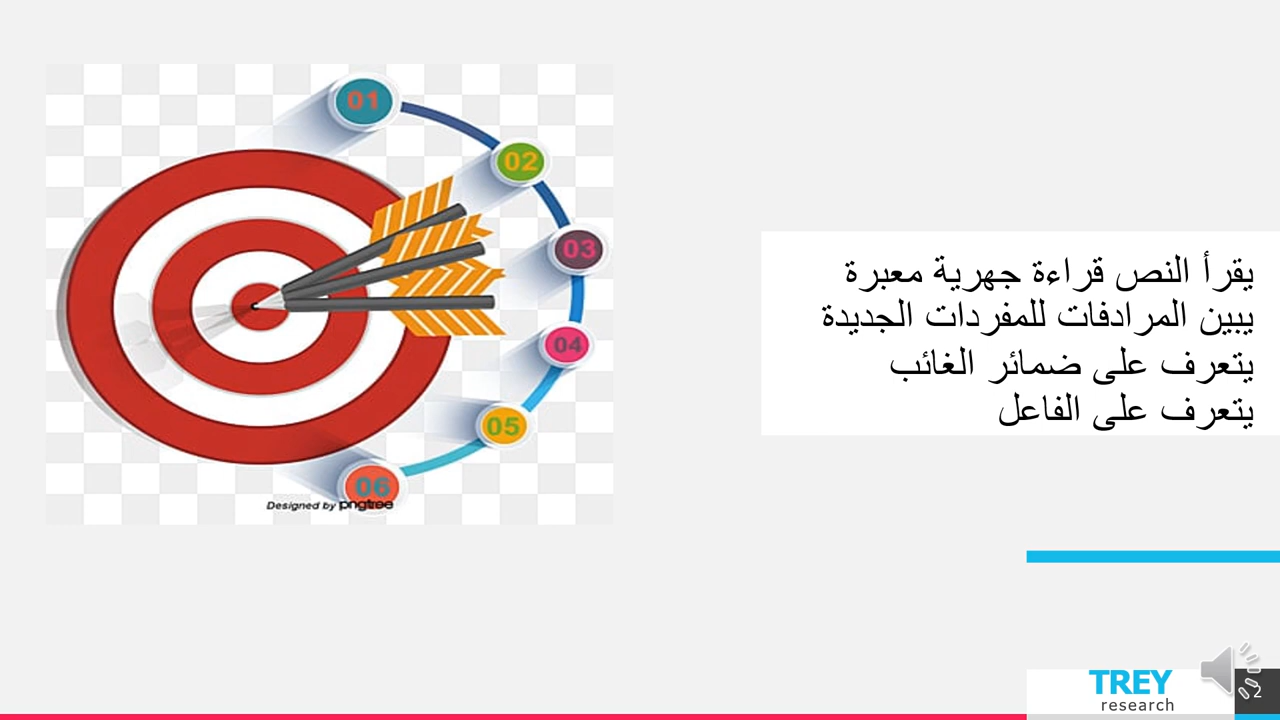 يقرأ النص قراءة جهرية معبرة
يبين المرادفات للمفردات الجديدة
يتعرف على ضمائر الغائب
يتعرف على الفاعل
01
02
03
04
05
06
Designed by pngtree
TREY
research
2